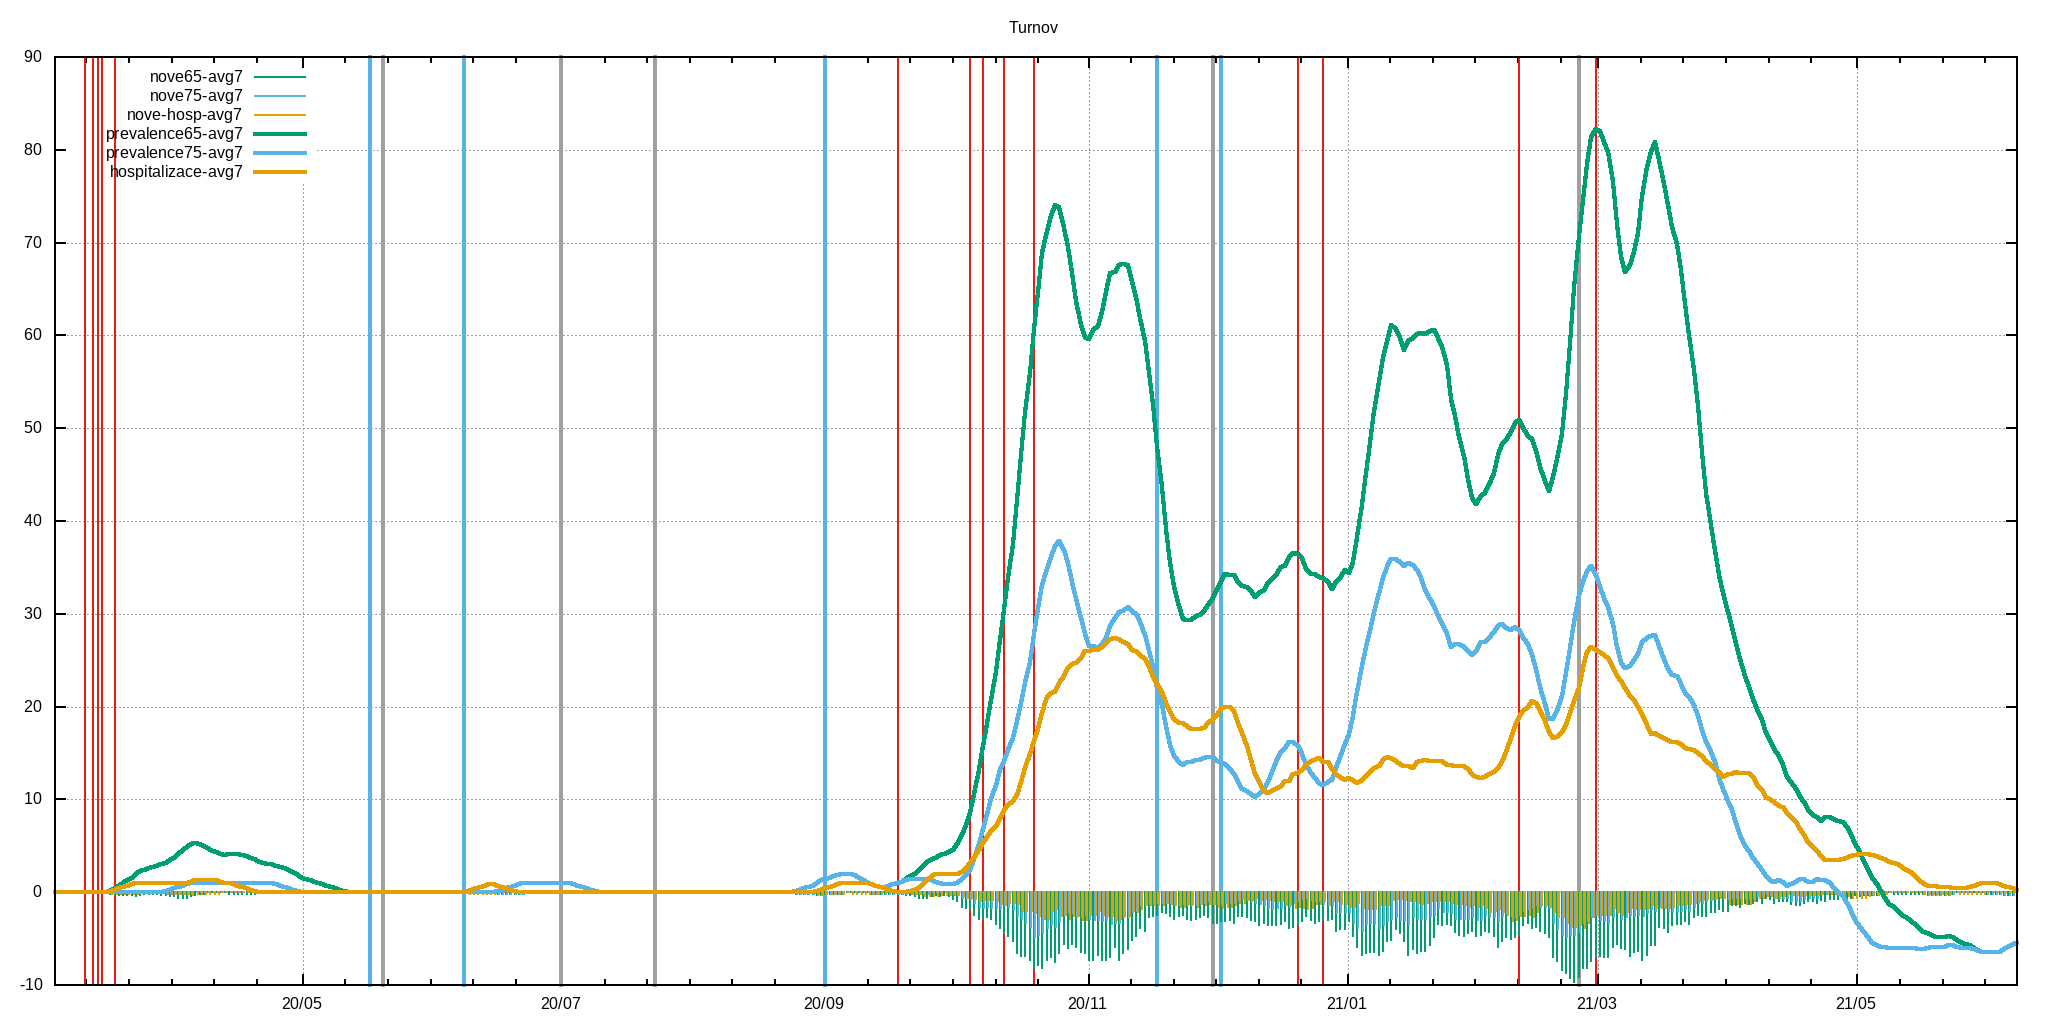 Turnov
90
80
70
60
50
40
30
20
10
0
-10
nove65-avg7
nove75-avg7
nove-hosp-avg7
prevalence65-avg7
prevalence75-avg7
hospitalizace-avg7
20/05 20/07 20/09 20/11 21/01 21/03 21/05